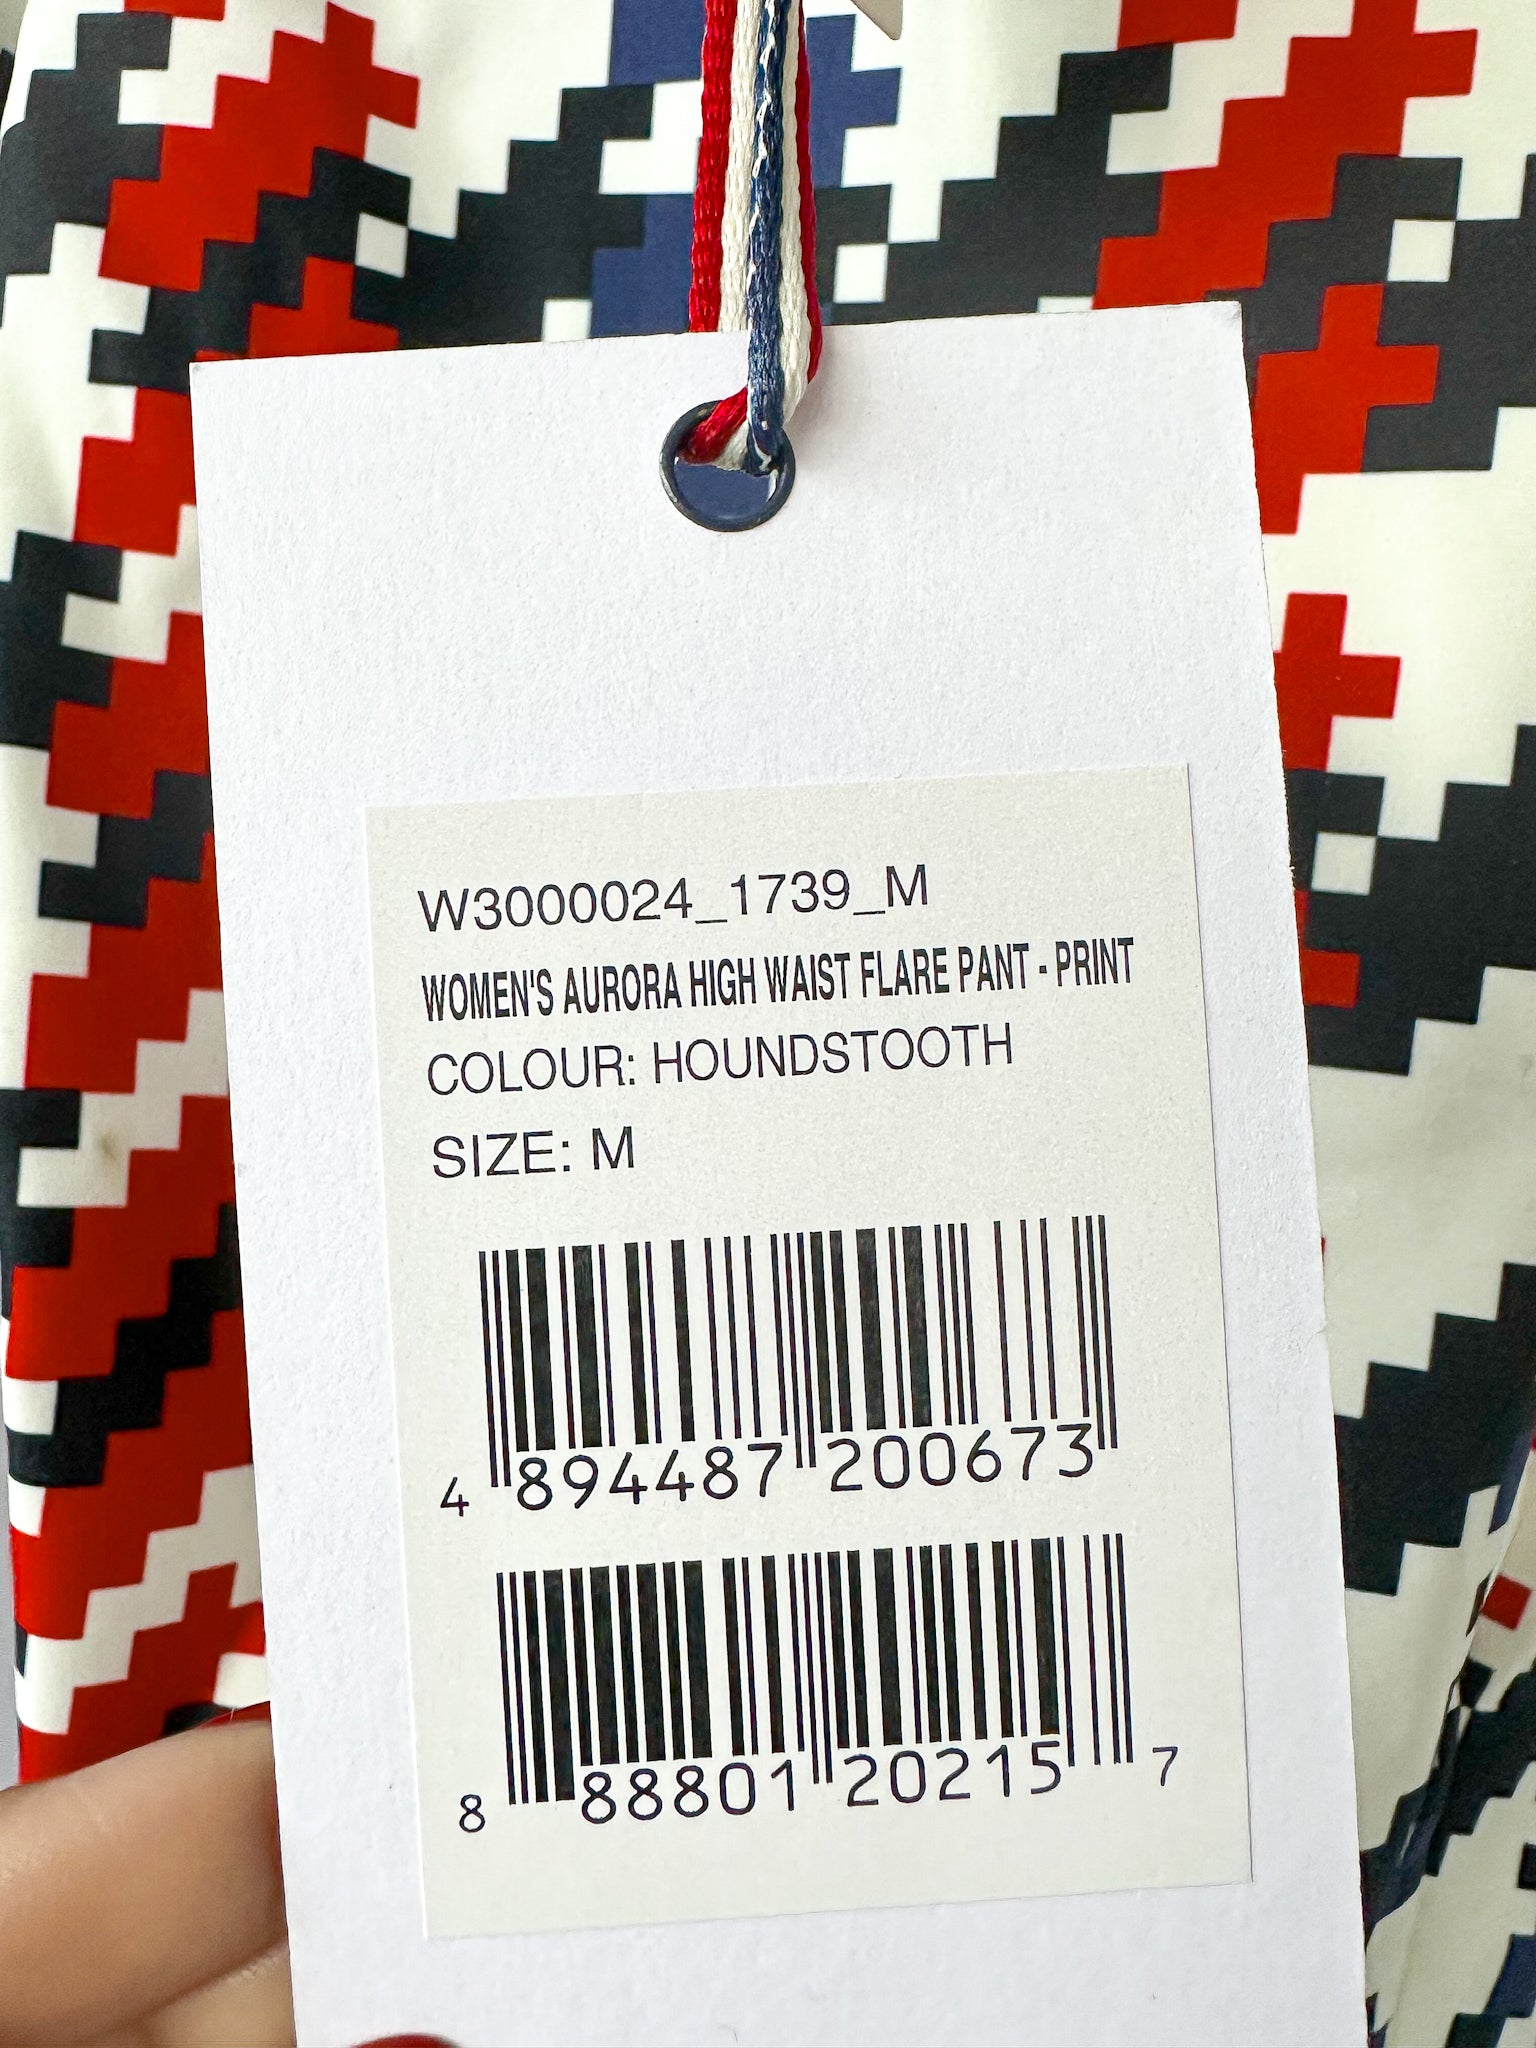 W3000024_1739_M
WOMEN'S AURORA HIGH WAIST FLARE PANT - PRINT
COLOUR: HOUNDSTOOTH
SIZE: M
4 894487 200673
8 88801 20215 7